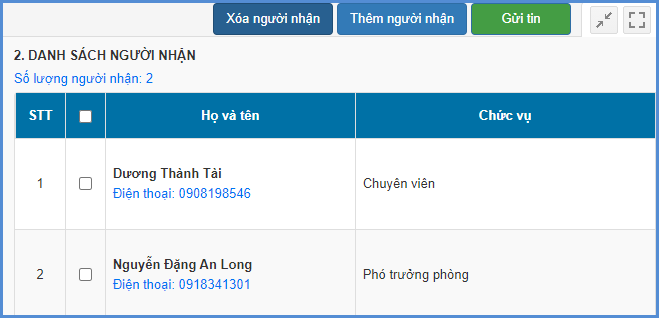 Xóa người nhận Thêm người nhận Gửi tin
2. DANH SÁCH NGƯỜI NHẬN
Số lượng người nhận: 2
STT Họ và tên Chức vụ
1 Dương Thành Tài Chuyên viên
Điện thoại: 0908198546
2 Nguyễn Đặng An Long Phó trưởng phòng
Điện thoại: 0918341301